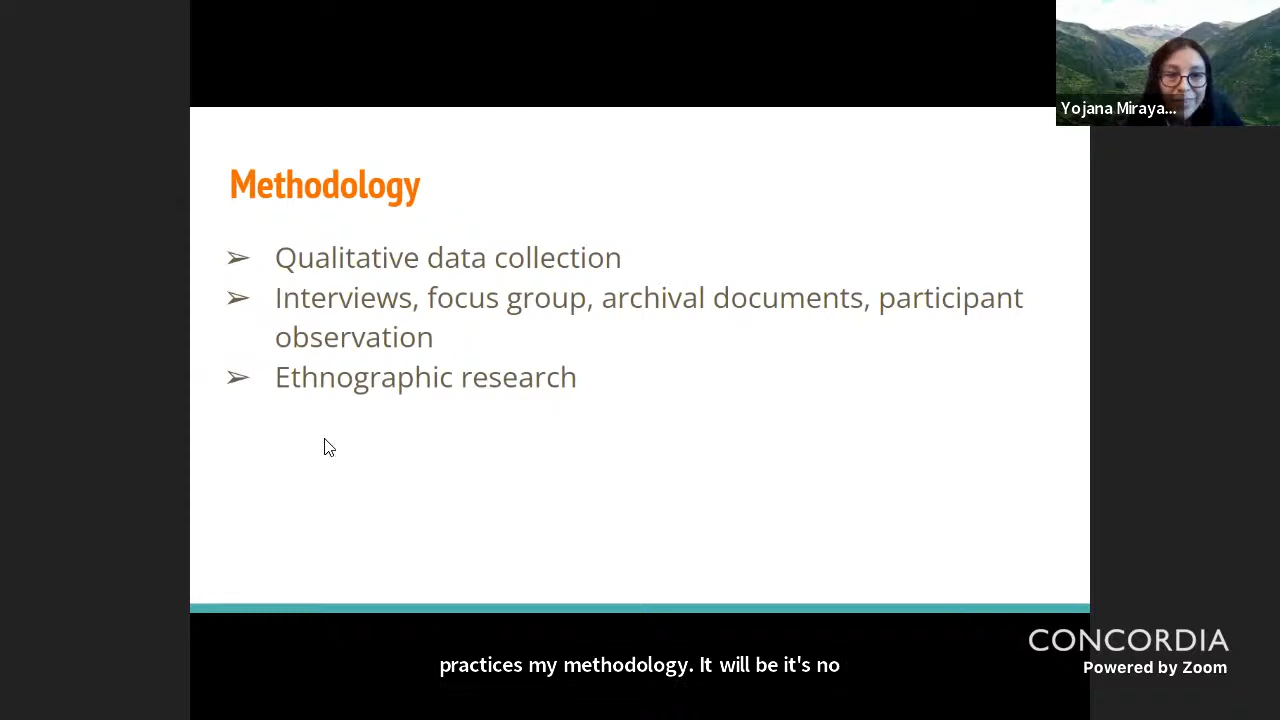 Yojana Miraya...
Methodology
➢ Qualitative data collection
➢ Interviews, focus group, archival documents, participant
observation
➢ Ethnographic research
practices my methodology. It will be it's no
CONCORDIA
Powered by Zoom